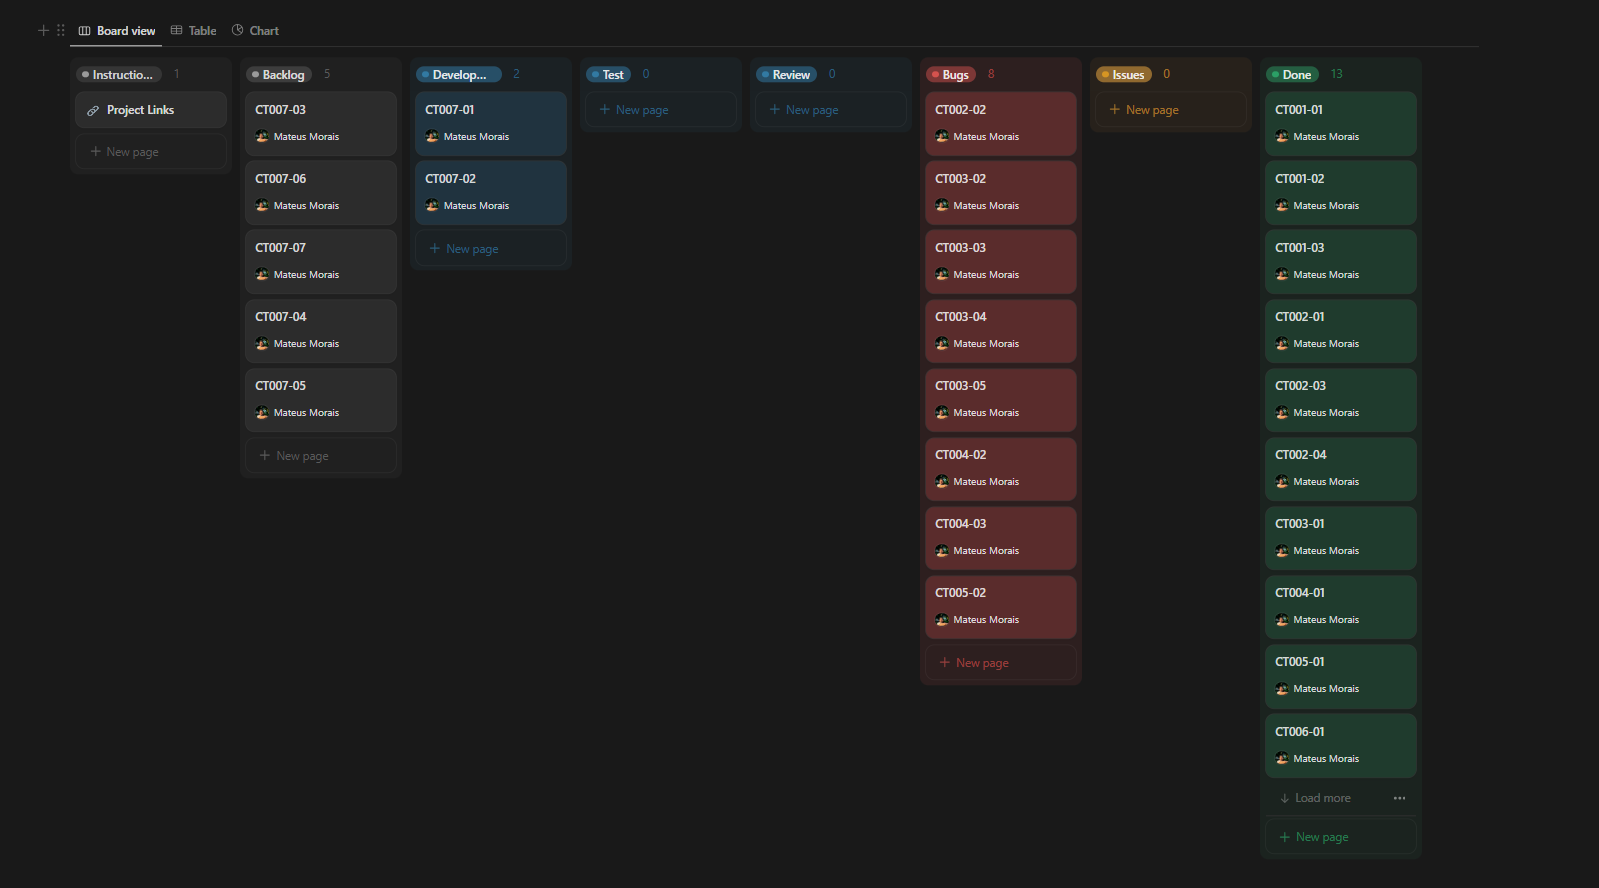 Board view
Table
Chart
Instructio... 1
Project Links
New page
Backlog 5
CT007-03
Mateus Morais
CT007-06
Mateus Morais
CT007-07
Mateus Morais
CT007-04
Mateus Morais
CT007-05
Mateus Morais
New page
Develop... 2
CT007-01
Mateus Morais
CT007-02
Mateus Morais
New page
Test 0
New page
Review 0
New page
Bugs 8
CT002-02
Mateus Morais
CT003-02
Mateus Morais
CT003-03
Mateus Morais
CT003-04
Mateus Morais
CT003-05
Mateus Morais
CT004-02
Mateus Morais
CT004-03
Mateus Morais
CT005-02
Mateus Morais
New page
Issues 0
New page
Done 13
CT001-01
Mateus Morais
CT001-02
Mateus Morais
CT001-03
Mateus Morais
CT002-01
Mateus Morais
CT002-03
Mateus Morais
CT002-04
Mateus Morais
CT003-01
Mateus Morais
CT004-01
Mateus Morais
CT005-01
Mateus Morais
CT006-01
Mateus Morais
Load more
New page